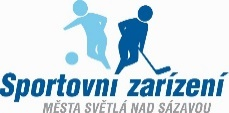 Sportovní zařízení
MĚSTA SVĚTLÁ NAD SÁZAVOU